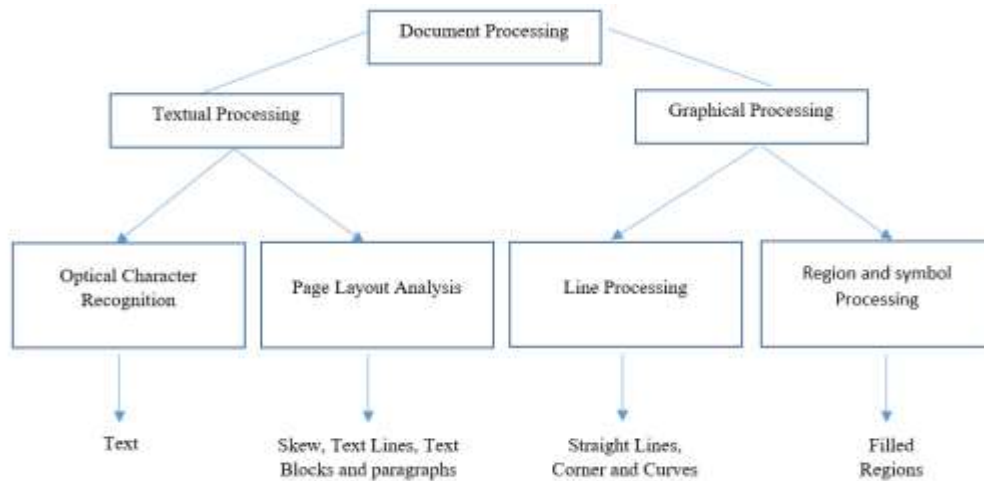 Document Processing
Textual Processing
Graphical Processing
Optical Character
Recognition
Page Layout Analysis
Line Processing
Region and symbol
Processing
Text
Skew, Text Lines, Text
Blocks and paragraphs
Straight Lines,
Corner and Curves
Filled
Regions